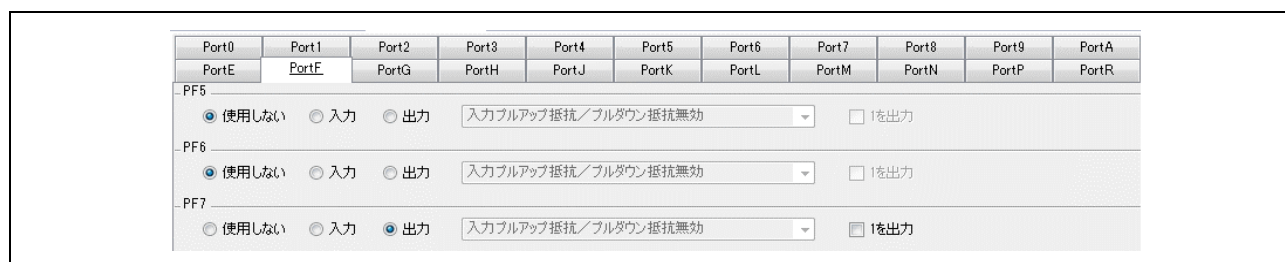 Port0 Port1 Port2 Port3 Port4 Port5 Port6 Port7 Port8 Port9 PortA
PortE PortF PortG PortH PortJ PortK PortL PortM PortN PortP PortR
PF5
使用しない 入力 出力 入力プルアップ抵抗／プルダウン抵抗無効 1を出力
PF6
使用しない 入力 出力 入力プルアップ抵抗／プルダウン抵抗無効 1を出力
PF7
使用しない 入力 出力 入力プルアップ抵抗／プルダウン抵抗無効 1を出力